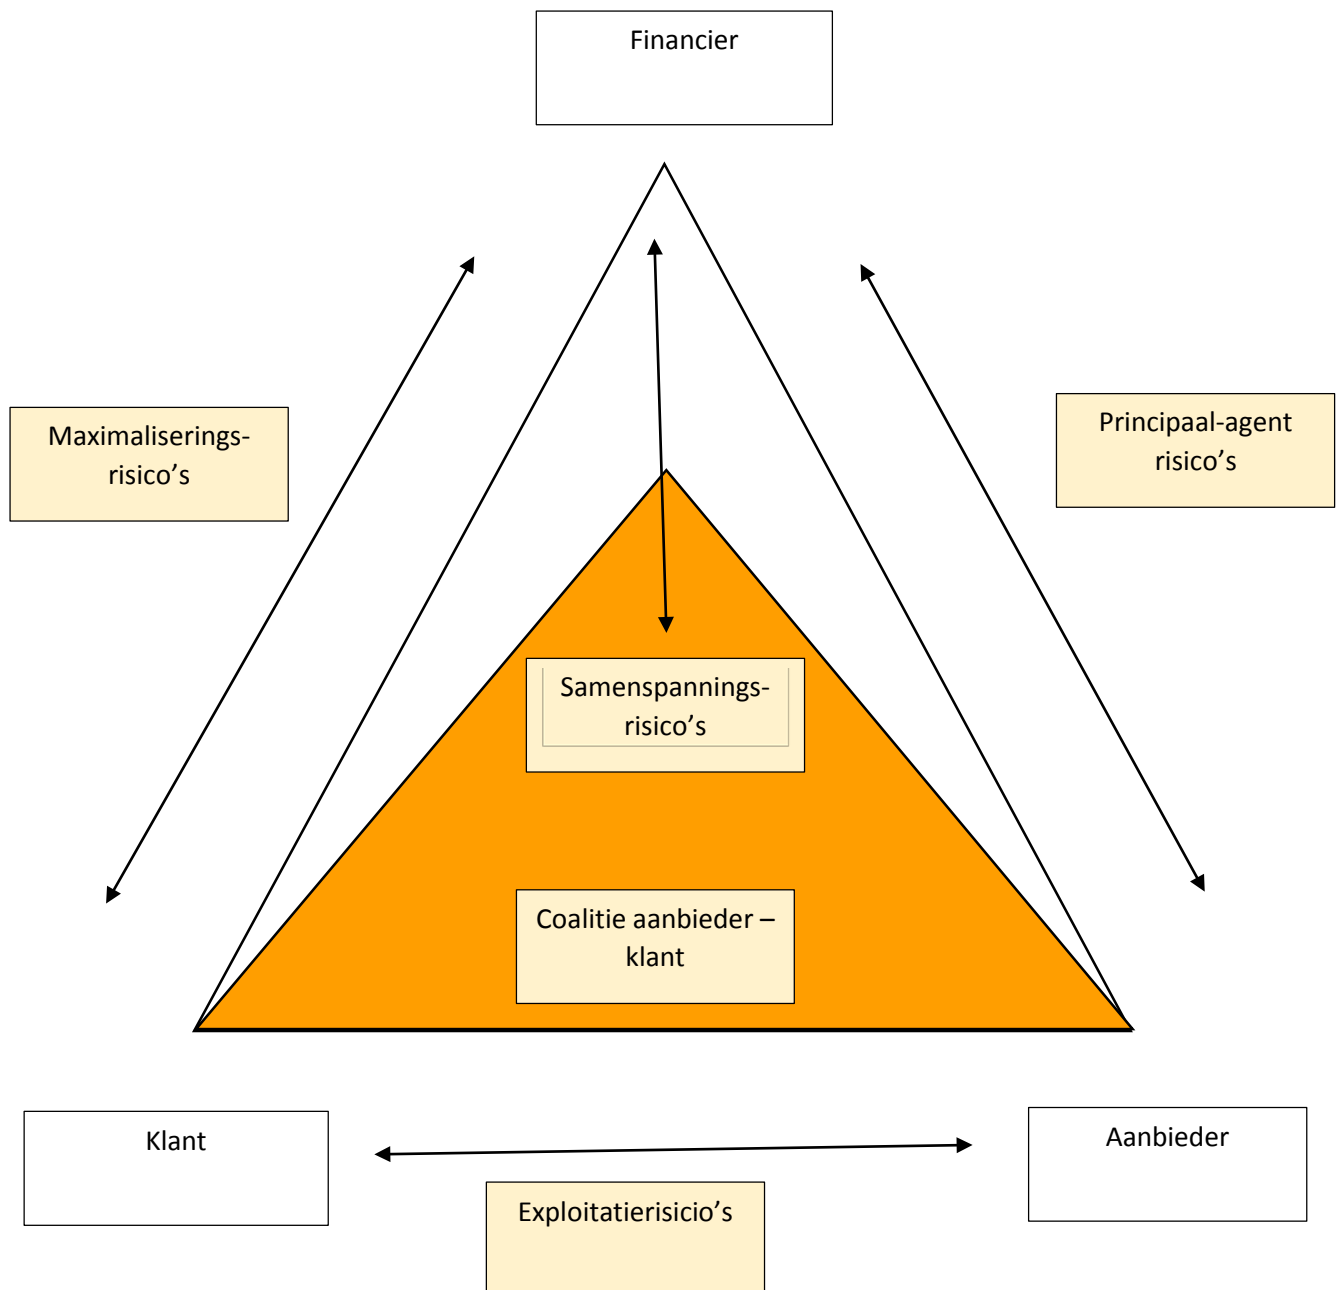 Financier
Maximaliserings-
risico's
Principaal-agent
risico's
Samenspannings-
risico's
Coalitie aanbieder –
klant
Klant
Aanbieder
Exploitatierisicio's